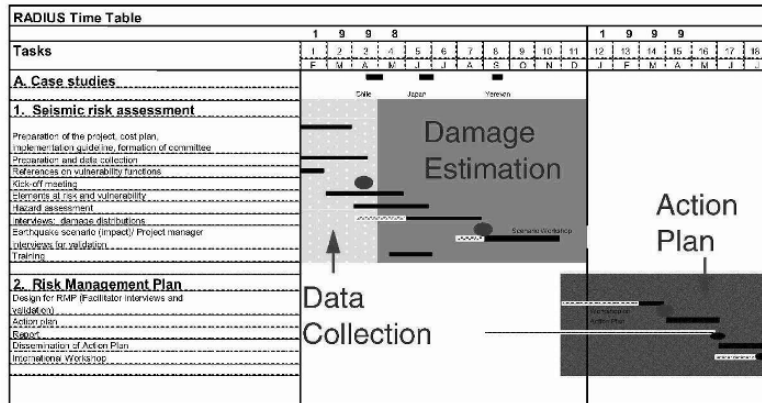 RADIUS Time Table
1 9 9 8 1 9 9 9
Tasks 1 2 3 4 5 6 7 8 9 10 11 12 13 14 15 16 17 18
F M A M J J A S O N D J F M A M J J
A. Case studies
Chile Japan Yerevan
1. Seismic risk assessment
Preparation of the project, cost plan,
implementation guideline, formation of committee
Preparation and data collection
References on vulnerability functions
Kick-off meeting
Elements at risk and vulnerability
Hazard assessment
Interviews: damage distributions
Earthquake scenario (impact)/ Project manager
interviews for validation
Scenario Workshop
Training
Damage
Estimation
Data
Collection
Action
Plan
2. Risk Management Plan
Design for RMP (Facilitator interviews and
validation)
Action plan
Report
Dissemination of Action Plan
International Workshop
Action Plan